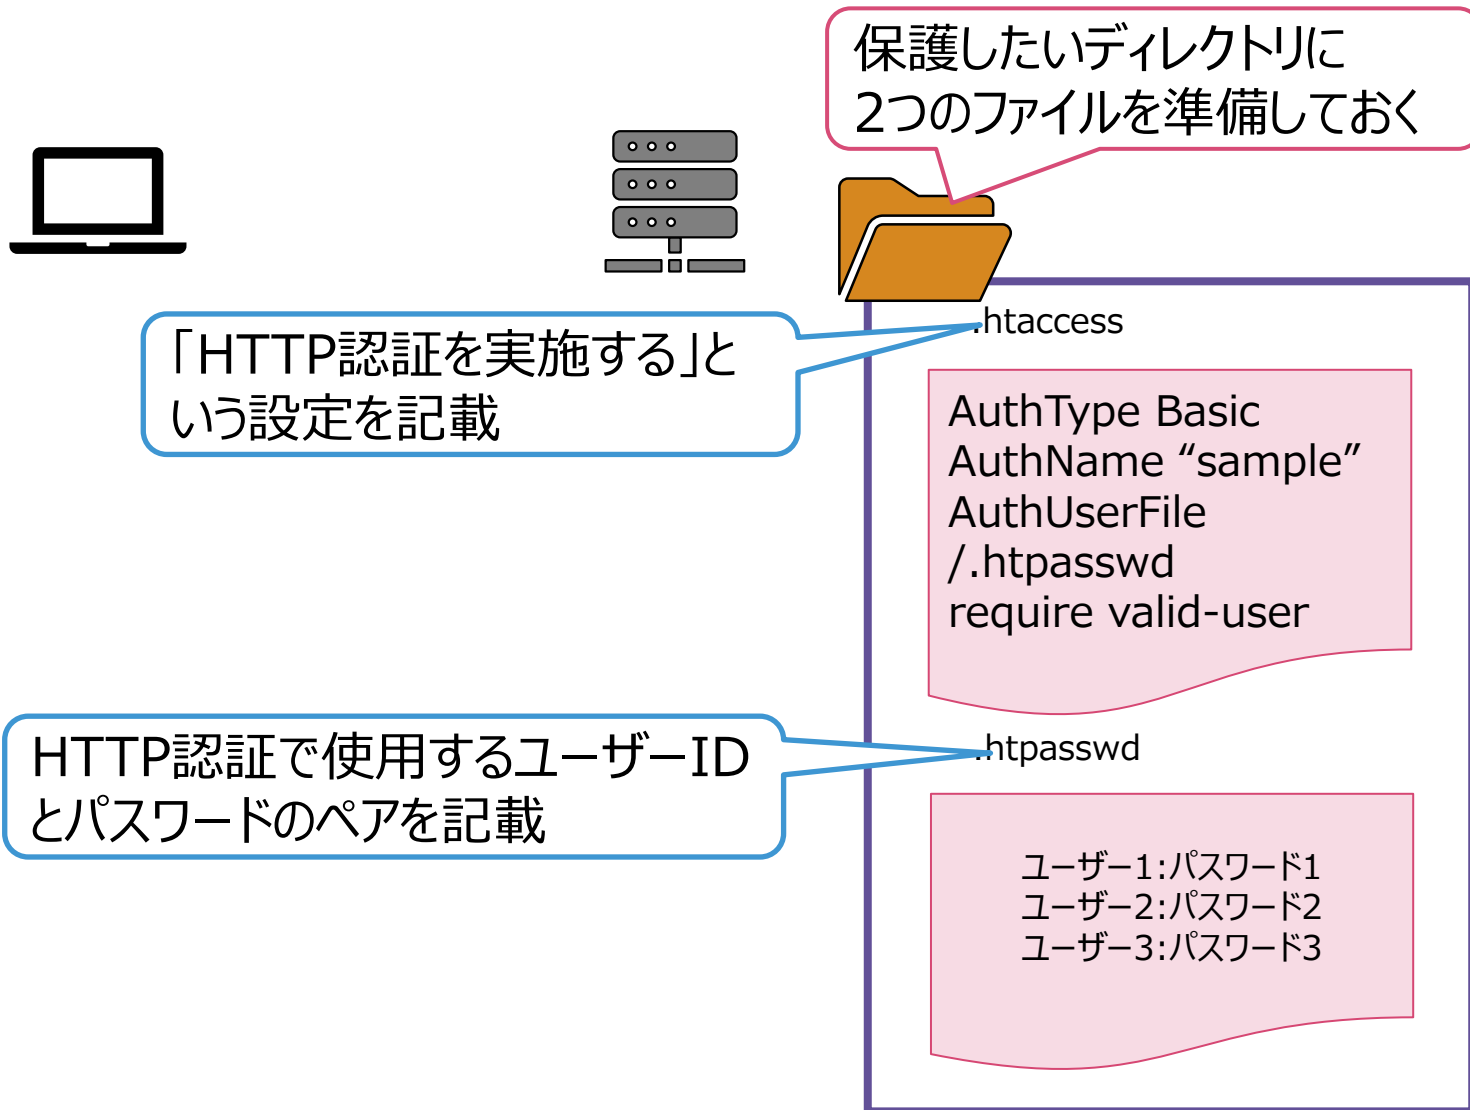 保護したいディレクトリに
2つのファイルを準備しておく
.htaccess
「HTTP認証を実施する」と
いう設定を記載
AuthType Basic
AuthName “sample”
AuthUserFile
/.htpasswd
require valid-user
.htpasswd
HTTP認証で使用するユーザーID
とパスワードのペアを記載
ユーザー1:パスワード1
ユーザー2:パスワード2
ユーザー3:パスワード3